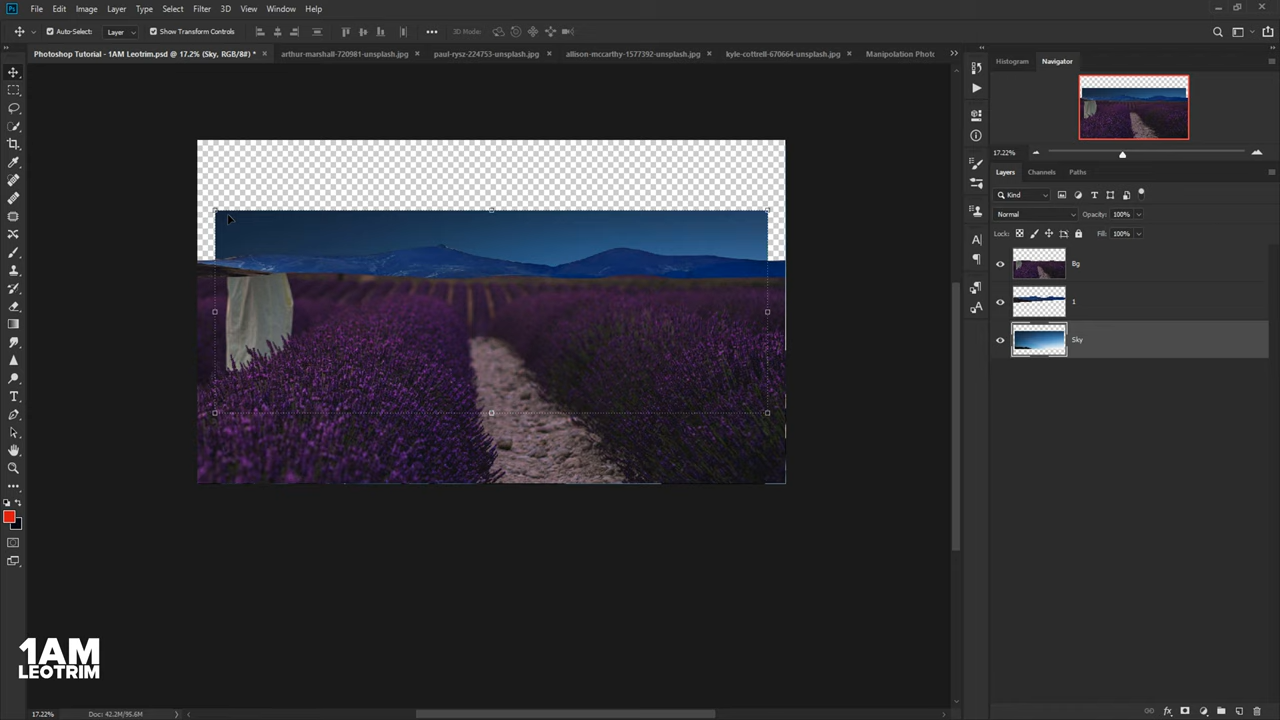 Ps File Edit Image Layer Type Select Filter 3D View Window Help
Auto-Select: Layer Show Transform Controls 3D Mode:
Photoshop Tutorial - 1AM Leotrim.psd @ 17.2% (Sky, RGB/8#) * × arthur-marshall-720981-unsplash.jpg × paul-rysz-224753-unsplash.jpg × allison-mccarthy-1577392-unsplash.jpg × kyle-cottrell-670664-unsplash.jpg × Manipulation Photo
Histogram Navigator
17.22%
Layers Channels Paths
Kind
Normal Opacity: 100%
Lock: Fill: 100%
Bg
1
Sky
1AM
LEOTRIM
17.22% Doc: 42.2M/95.6M